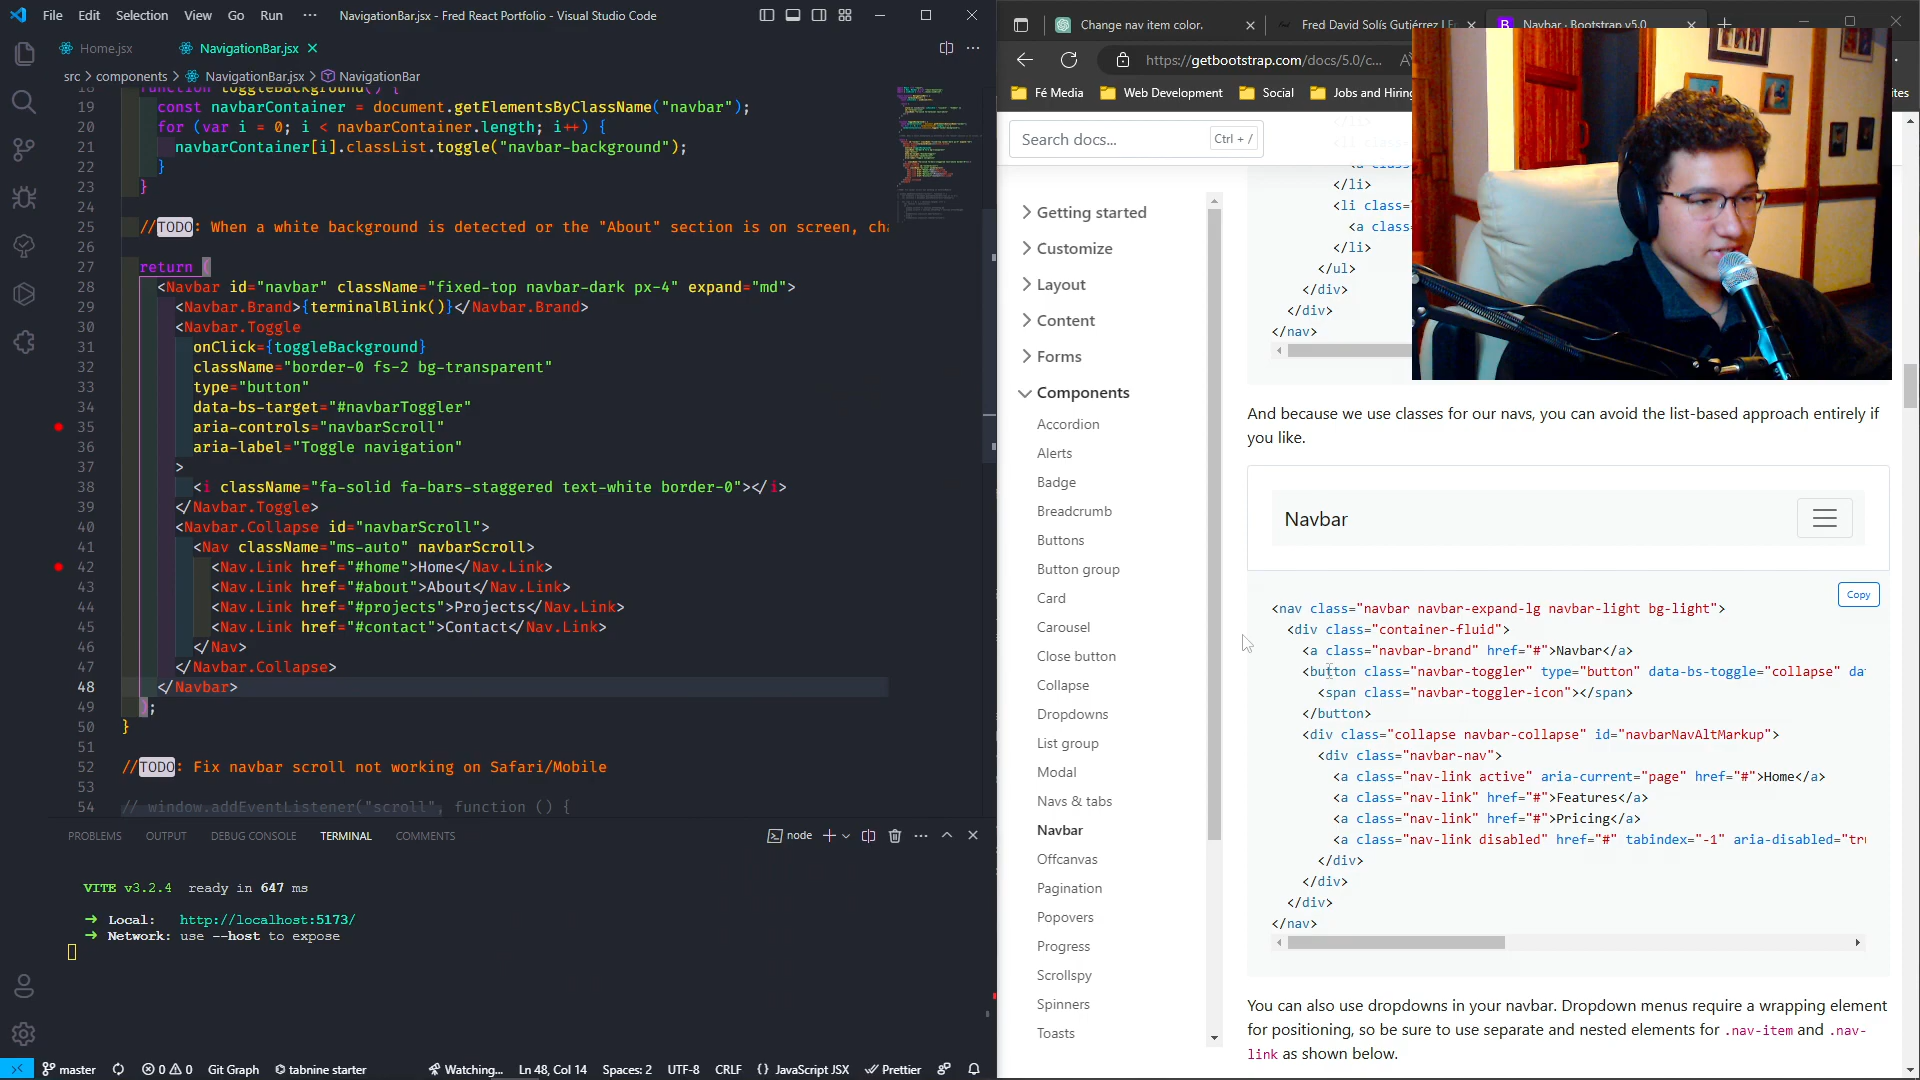 File Edit Selection View Go Run ··· NavigationBar.jsx - Fred React Portfolio - Visual Studio Code
Home.jsx NavigationBar.jsx
src > components > NavigationBar.jsx > NavigationBar
18 function toggleBackground() {
19 const navbarContainer = document.getElementsByClassName("navbar");
20 for (var i = 0; i < navbarContainer.length; i++) {
21 navbarContainer[i].classList.toggle("navbar-background");
22 }
23 }
24
25 //TODO: When a white background is detected or the "About" section is on screen, cha
26
27 return (
28 <Navbar id="navbar" className="fixed-top navbar-dark px-4" expand="md">
29 <Navbar.Brand>{terminalBlink()}</Navbar.Brand>
30 <Navbar.Toggle
31 onClick={toggleBackground}
32 className="border-0 fs-2 bg-transparent"
33 type="button"
34 data-bs-target="#navbarToggler"
35 aria-controls="navbarScroll"
36 aria-label="Toggle navigation"
37 >
38 <i className="fa-solid fa-bars-staggered text-white border-0"></i>
39 </Navbar.Toggle>
40 <Navbar.Collapse id="navbarScroll">
41 <Nav className="ms-auto" navbarScroll>
42 <Nav.Link href="#home">Home</Nav.Link>
43 <Nav.Link href="#about">About</Nav.Link>
44 <Nav.Link href="#projects">Projects</Nav.Link>
45 <Nav.Link href="#contact">Contact</Nav.Link>
46 </Nav>
47 </Navbar.Collapse>
48 </Navbar>
49 );
50 }
51
52 //TODO: Fix navbar scroll not working on Safari/Mobile
53
54 // window.addEventListener("scroll", function () {
PROBLEMS OUTPUT DEBUG CONSOLE TERMINAL COMMENTS
node
VITE v3.2.4 ready in 647 ms
➜ Local: http://localhost:5173/
➜ Network: use --host to expose
master 0 0 Git Graph tabnine starter Watching... Ln 48, Col 14 Spaces: 2 UTF-8 CRLF {} JavaScript JSX Prettier
Change nav item color. Fred David Solís Gutiérrez | Navbar · Bootstrap v5.0
https://getbootstrap.com/docs/5.0/c...
Fé Media Web Development Social Jobs and Hiring
Search docs... Ctrl + /
Getting started
Customize
Layout
Content
Forms
Components
Accordion
Alerts
Badge
Breadcrumb
Buttons
Button group
Card
Carousel
Close button
Collapse
Dropdowns
List group
Modal
Navs & tabs
Navbar
Offcanvas
Pagination
Popovers
Progress
Scrollspy
Spinners
Toasts
</li>
<li class=
<a class=
</li>
</ul>
</div>
</div>
</nav>
And because we use classes for our navs, you can avoid the list-based approach entirely if
you like.
Navbar
Copy
<nav class="navbar navbar-expand-lg navbar-light bg-light">
<div class="container-fluid">
<a class="navbar-brand" href="#">Navbar</a>
<button class="navbar-toggler" type="button" data-bs-toggle="collapse" da
<span class="navbar-toggler-icon"></span>
</button>
<div class="collapse navbar-collapse" id="navbarNavAltMarkup">
<div class="navbar-nav">
<a class="nav-link active" aria-current="page" href="#">Home</a>
<a class="nav-link" href="#">Features</a>
<a class="nav-link" href="#">Pricing</a>
<a class="nav-link disabled" href="#" tabindex="-1" aria-disabled="tr
</div>
</div>
</div>
</nav>
You can also use dropdowns in your navbar. Dropdown menus require a wrapping element
for positioning, so be sure to use separate and nested elements for .nav-item and .nav-
link as shown below.